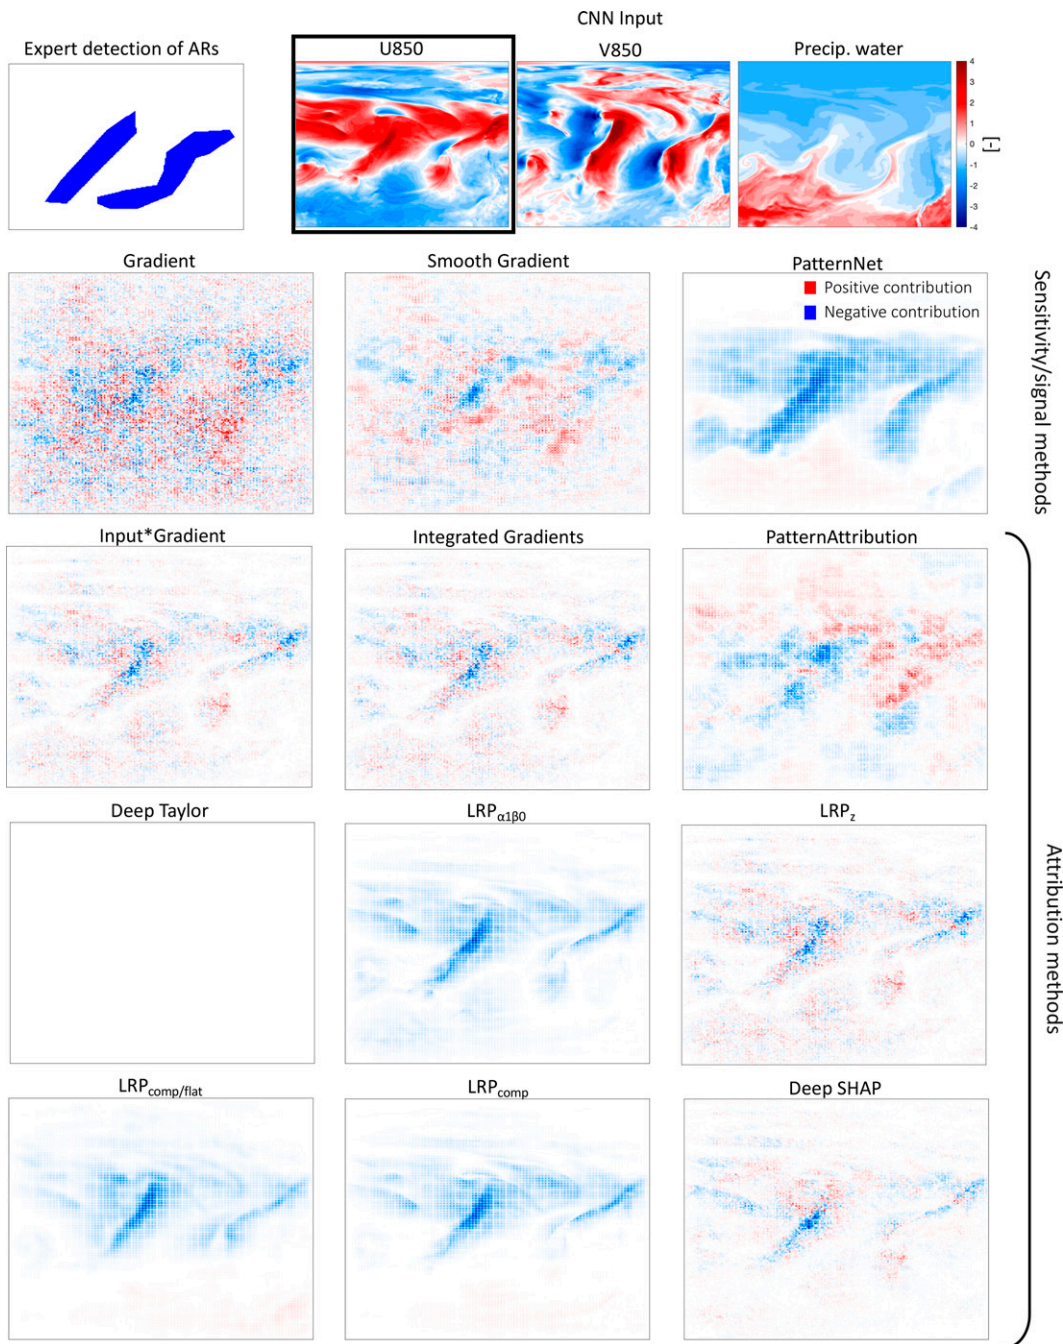 CNN Input
Expert detection of ARs
U850
V850
Precip. water
4
3
2
1
0
-1
-2
-3
-4
[-]
Gradient
Smooth Gradient
PatternNet
Positive contribution
Negative contribution
Sensitivity/signal methods
Input*Gradient
Integrated Gradients
PatternAttribution
Deep Taylor
LRPα1β0
LRPz
Attribution methods
LRPcomp/flat
LRPcomp
Deep SHAP